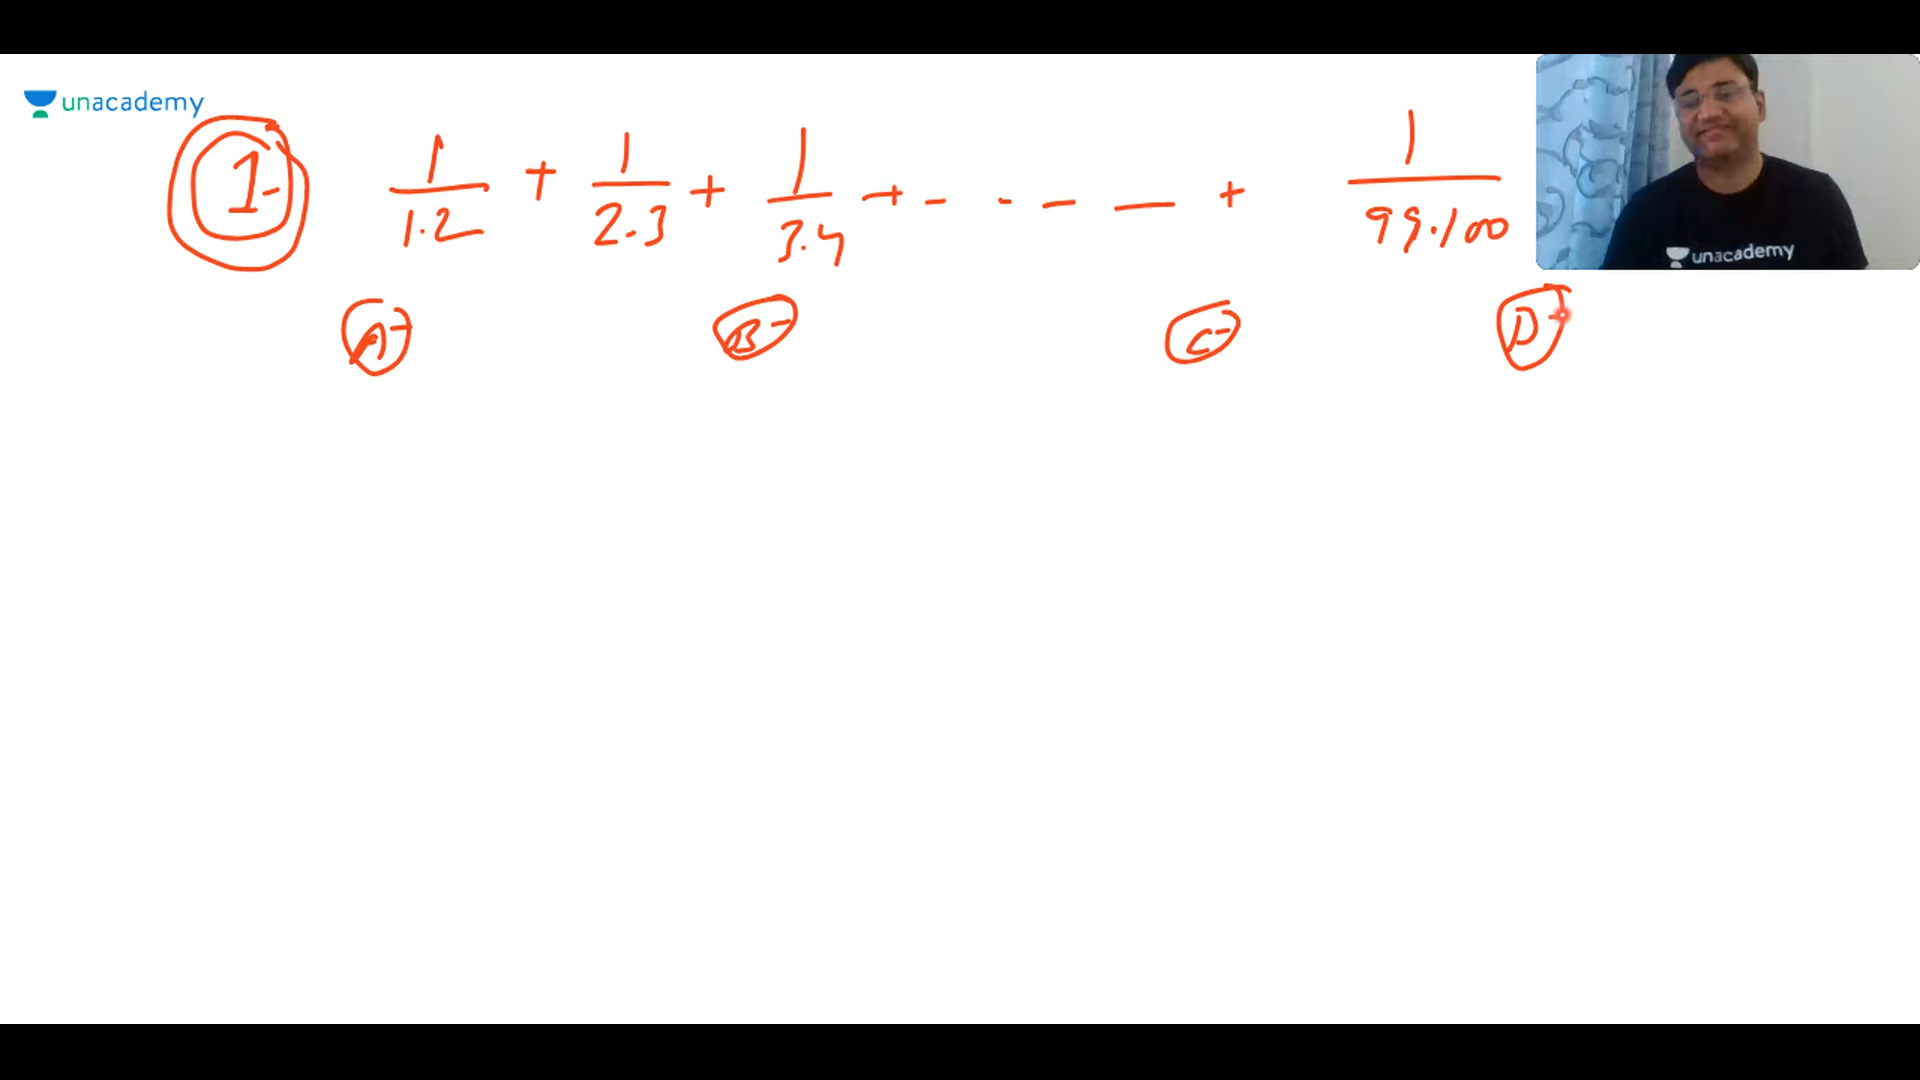 unacademy
1- 1/1.2 + 1/2.3 + 1/3.4 + - - - — + 1/99.100
A- B- C- D-
unacademy